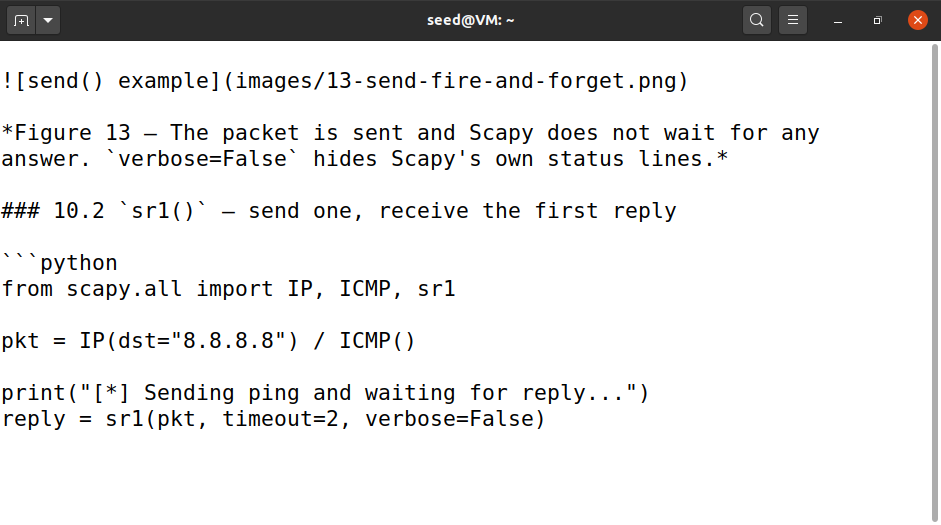 seed@VM: ~
![send() example](images/13-send-fire-and-forget.png)
*Figure 13 — The packet is sent and Scapy does not wait for any
answer. `verbose=False` hides Scapy's own status lines.*
### 10.2 `sr1()` — send one, receive the first reply
```python
from scapy.all import IP, ICMP, sr1
pkt = IP(dst="8.8.8.8") / ICMP()
print("[*] Sending ping and waiting for reply...")
reply = sr1(pkt, timeout=2, verbose=False)